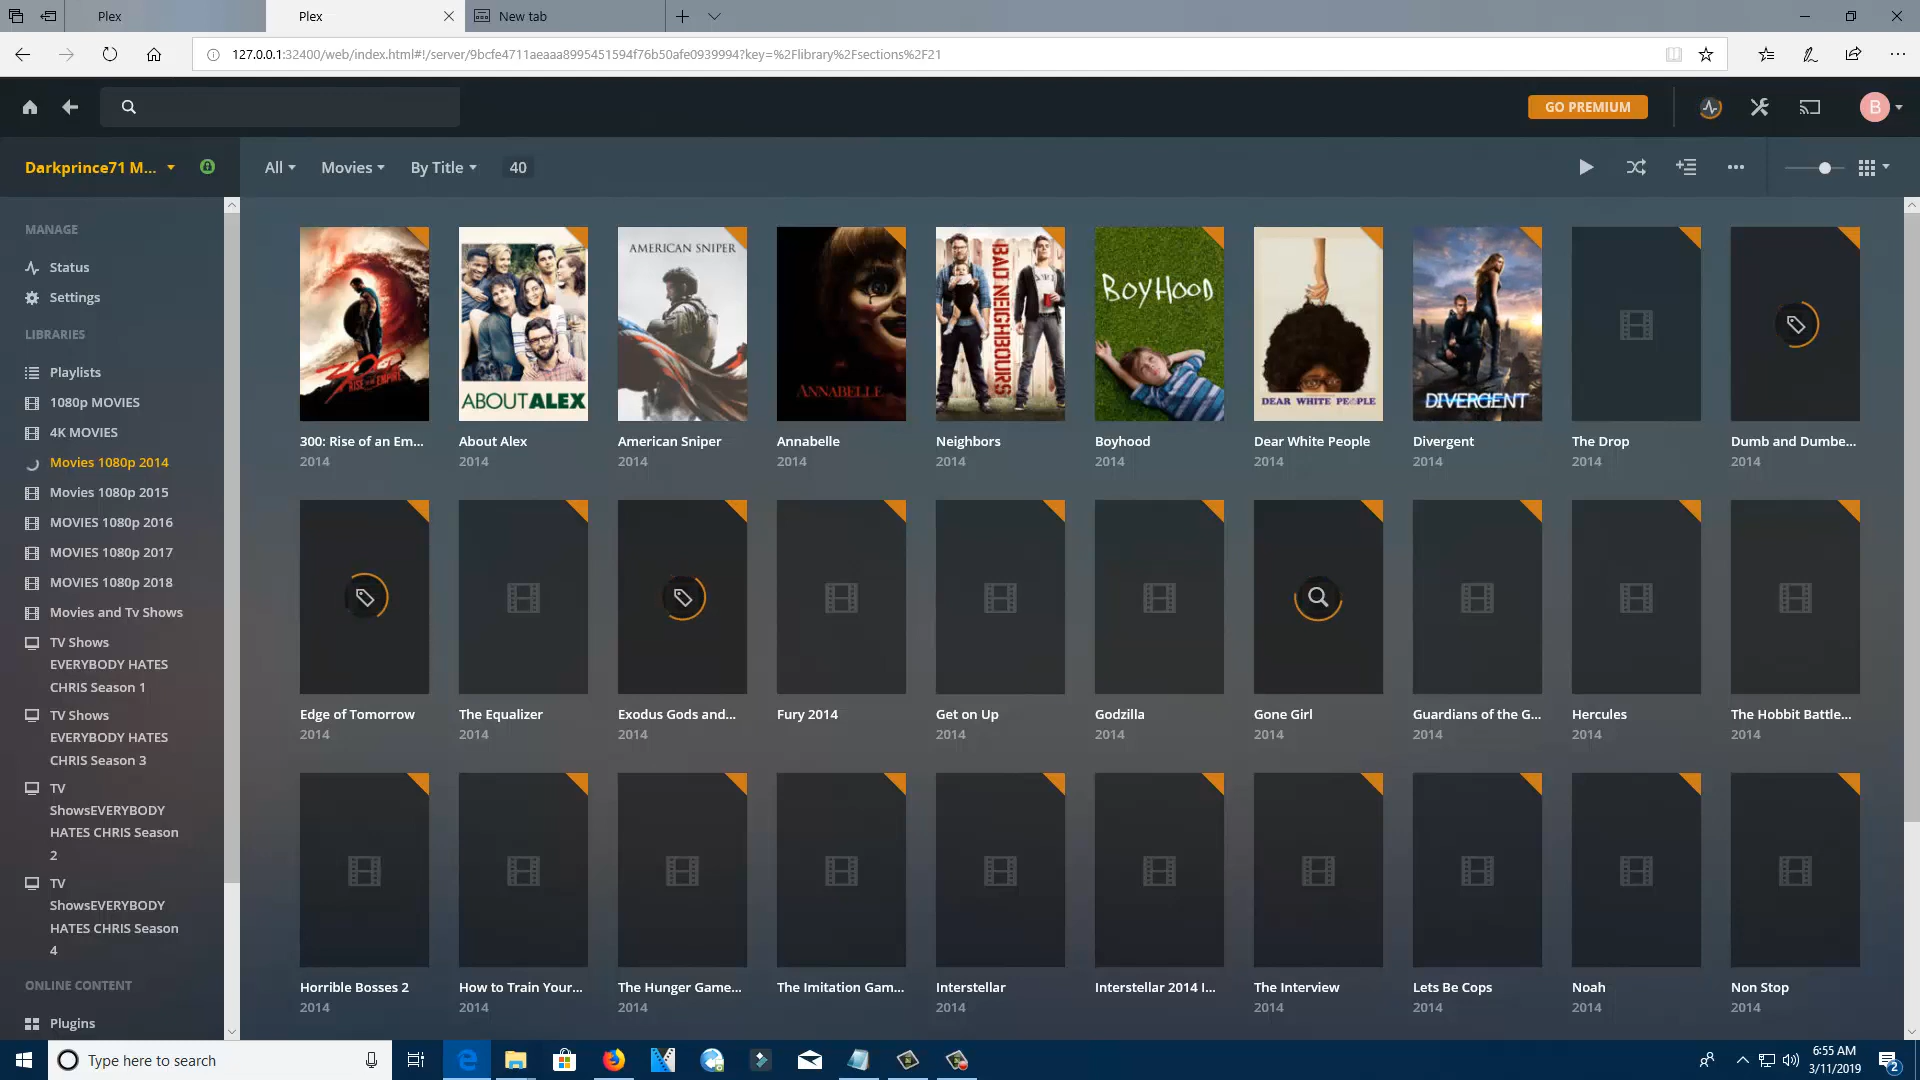 Plex
Plex
New tab
127.0.0.1:32400/web/index.html#!/server/9bcfe4711aeaaa8995451594f76b50afe0939994?key=%2Flibrary%2Fsections%2F21
GO PREMIUM
B
Darkprince71 M...
All
Movies
By Title
40
MANAGE
Status
Settings
LIBRARIES
Playlists
1080p MOVIES
4K MOVIES
Movies 1080p 2014
Movies 1080p 2015
MOVIES 1080p 2016
MOVIES 1080p 2017
MOVIES 1080p 2018
Movies and Tv Shows
TV Shows
EVERYBODY HATES
CHRIS Season 1
TV Shows
EVERYBODY HATES
CHRIS Season 3
TV
ShowsEVERYBODY
HATES CHRIS Season
2
TV
ShowsEVERYBODY
HATES CHRIS Season
4
ONLINE CONTENT
Plugins
RISE OF AN EMPIRE
ABOUT ALEX
AMERICAN SNIPER
ANNABELLE
BAD NEIGHBOURS
BOYHOOD
DEAR WHITE PEOPLE
DIVERGENT
300: Rise of an Em...
2014
About Alex
2014
American Sniper
2014
Annabelle
2014
Neighbors
2014
Boyhood
2014
Dear White People
2014
Divergent
2014
The Drop
2014
Dumb and Dumbe...
2014
Edge of Tomorrow
2014
The Equalizer
2014
Exodus Gods and...
2014
Fury 2014
2014
Get on Up
2014
Godzilla
2014
Gone Girl
2014
Guardians of the G...
2014
Hercules
2014
The Hobbit Battle...
2014
Horrible Bosses 2
2014
How to Train Your...
2014
The Hunger Game...
2014
The Imitation Gam...
2014
Interstellar
2014
Interstellar 2014 I...
2014
The Interview
2014
Lets Be Cops
2014
Noah
2014
Non Stop
2014
Type here to search
6:55 AM
3/11/2019
2